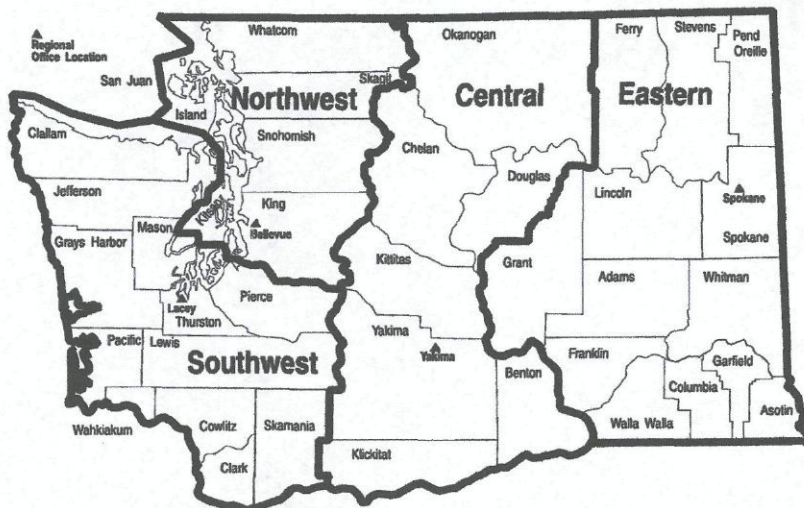 ▲
Regional
Office Location
Whatcom
Okanogan
Ferry
Stevens
Pend
Oreille
San Juan
Skagit
Island
Northwest
Central
Eastern
Clallam
Snohomish
Chelan
Douglas
Jefferson
King
Lincoln
Kitsap
Mason
▲
Bellevue
▲
Spokane
Spokane
Grays Harbor
Kittitas
Grant
Adams
Whitman
Pierce
▲
Lacey
Thurston
Yakima
▲
Yakima
Pacific
Lewis
Southwest
Franklin
Garfield
Benton
Columbia
Asotin
Wahkiakum
Cowlitz
Skamania
Walla Walla
Klickitat
Clark